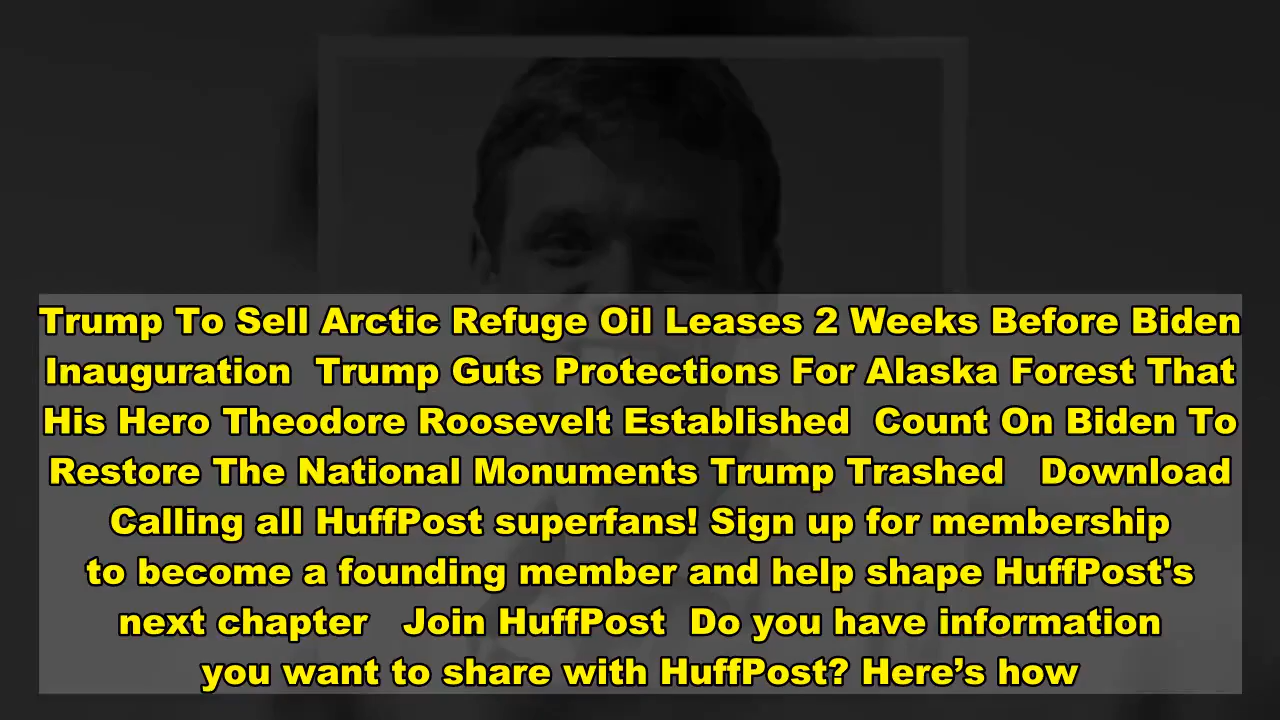 Trump To Sell Arctic Refuge Oil Leases 2 Weeks Before Biden
Inauguration  Trump Guts Protections For Alaska Forest That
His Hero Theodore Roosevelt Established  Count On Biden To
Restore The National Monuments Trump Trashed   Download
Calling all HuffPost superfans! Sign up for membership
to become a founding member and help shape HuffPost's
next chapter   Join HuffPost  Do you have information
you want to share with HuffPost? Here’s how